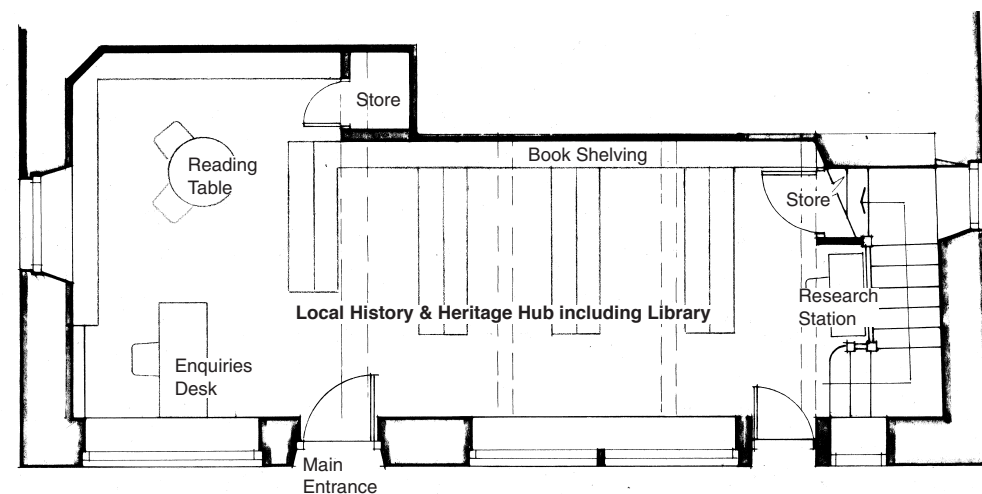 Store
Book Shelving
Reading
Table
Store
Research
Station
Local History & Heritage Hub including Library
Enquiries
Desk
Main
Entrance